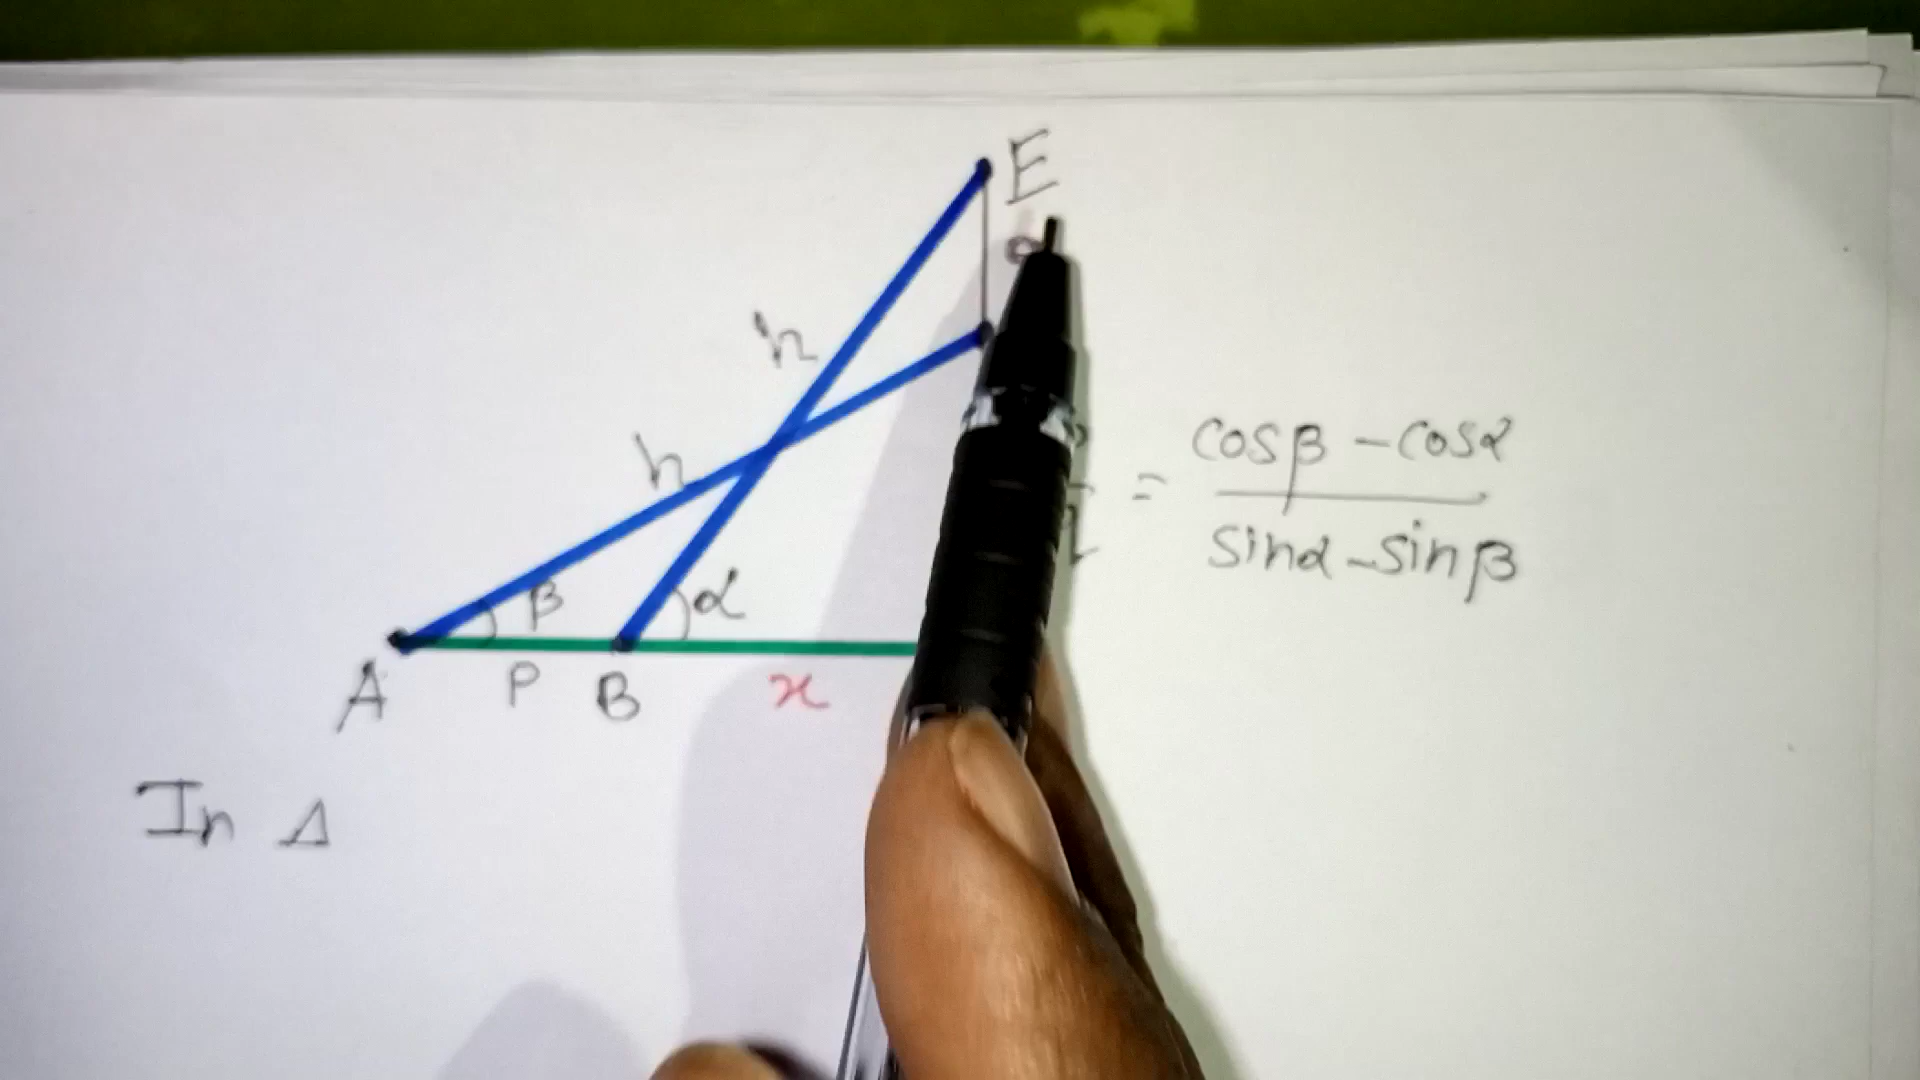 E
h
h
= cosβ - cosα
sinα - sinβ
β
α
A
P
B
x
In Δ